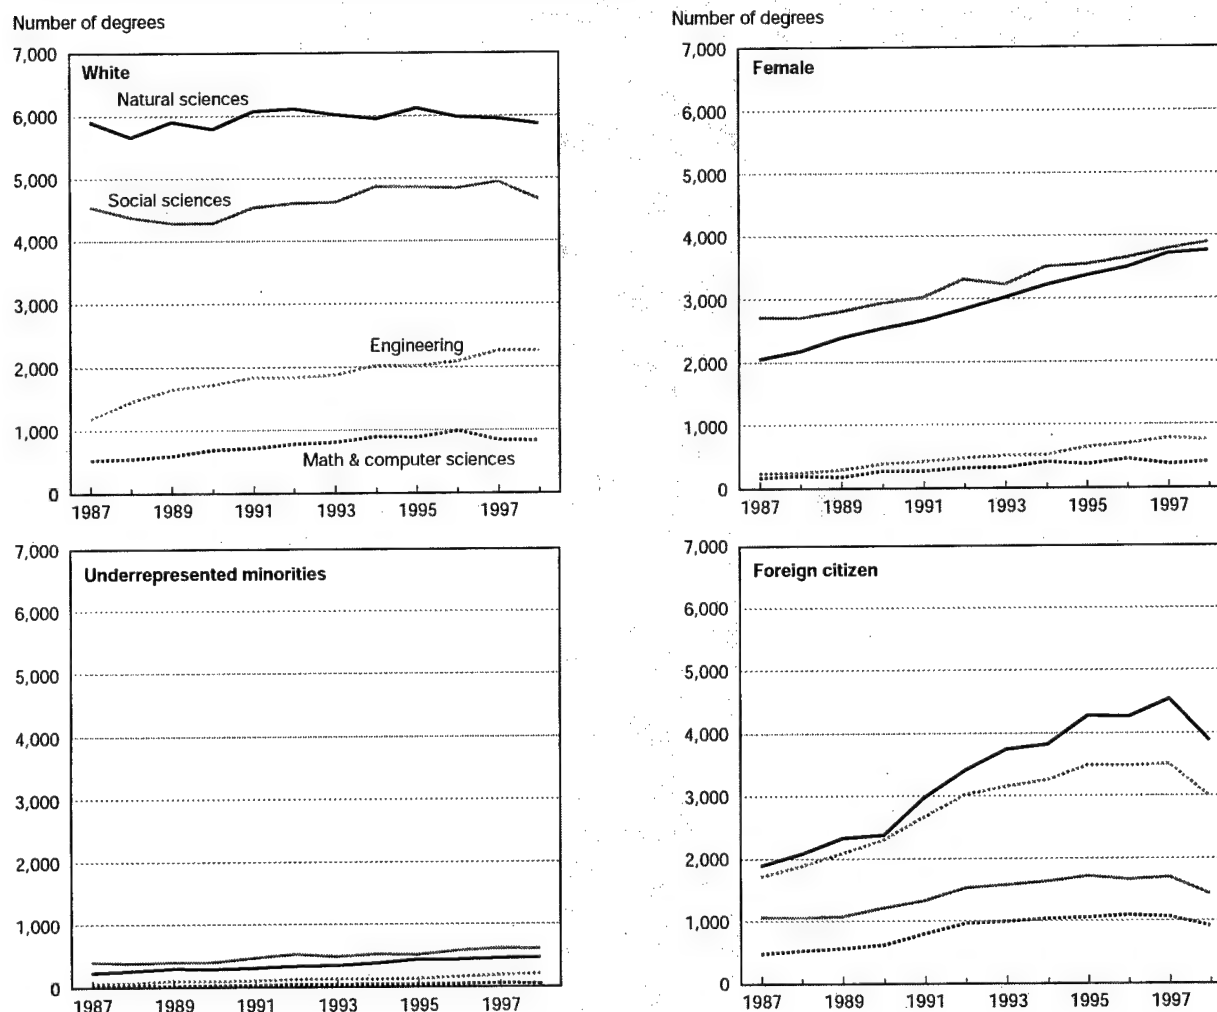 Number of degrees
7,000
White
Natural sciences
6,000
5,000
Social sciences
4,000
3,000
Engineering
2,000
1,000
Math & computer sciences
0
1987 1989 1991 1993 1995 1997
Number of degrees
7,000
Female
6,000
5,000
4,000
3,000
2,000
1,000
0
1987 1989 1991 1993 1995 1997
7,000
Underrepresented minorities
6,000
5,000
4,000
3,000
2,000
1,000
0
1987 1989 1991 1993 1995 1997
7,000
Foreign citizen
6,000
5,000
4,000
3,000
2,000
1,000
0
1987 1989 1991 1993 1995 1997